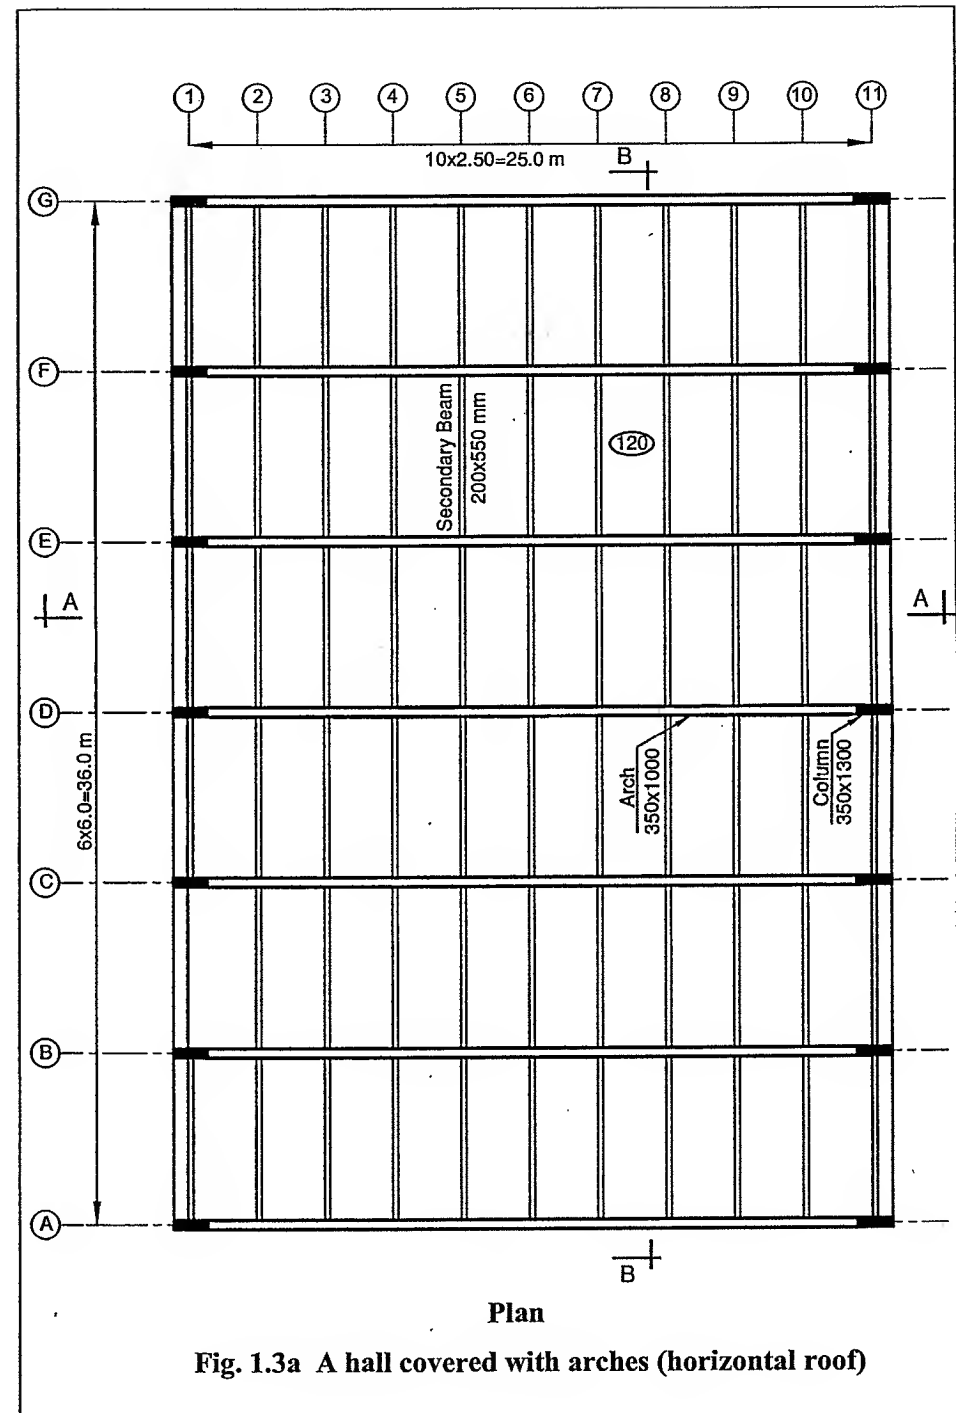 1 2 3 4 5 6 7 8 9 10 11
10x2.50=25.0 m
B
G
F
Secondary Beam
200x550 mm
120
E
A
A
D
6x6.0=36.0 m
Arch
350x1000
Column
350x1300
C
B
A
B
Plan
Fig. 1.3a A hall covered with arches (horizontal roof)